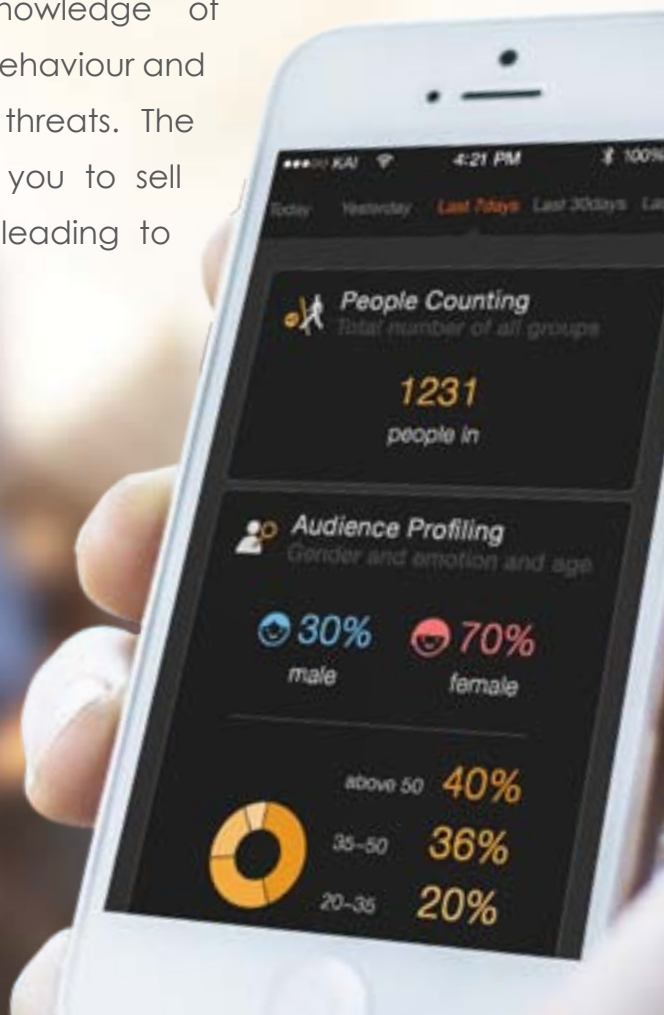 nowledge of
ehaviour and
threats. The
you to sell
leading to
KAI 4:21 PM 100%
Today Yesterday Last 7days Last 30days
People Counting
Total number of all groups
1231
people in
Audience Profiling
Gender and emotion and age
30% 70%
male female
above 50 40%
35-50 36%
20-35 20%